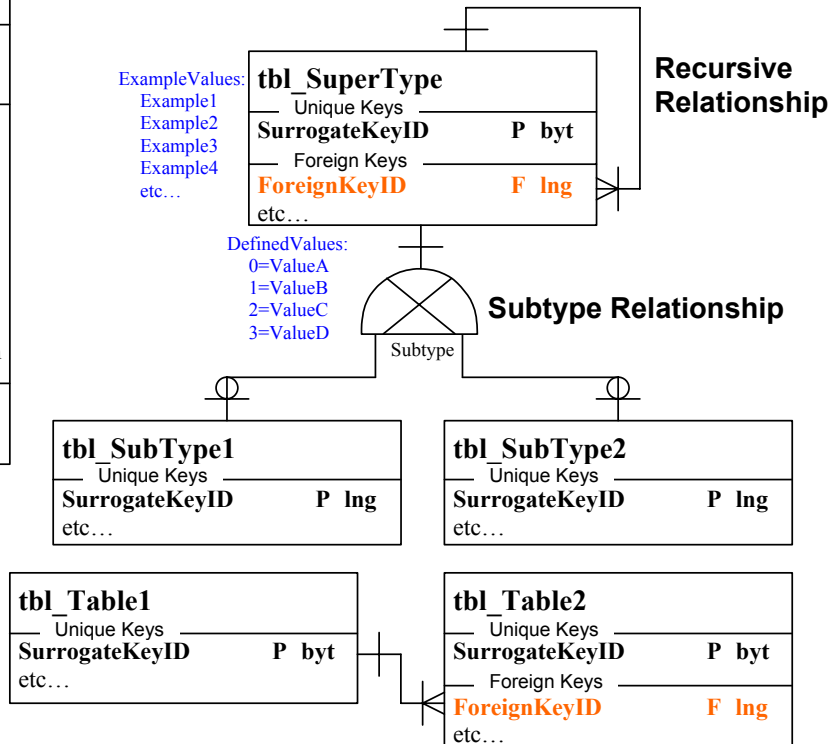 Recursive
Relationship
ExampleValues:
Example1
Example2
Example3
Example4
etc…
tbl_SuperType
Unique Keys
SurrogateKeyID P byt
Foreign Keys
ForeignKeyID F lng
etc…
DefinedValues:
0=ValueA
1=ValueB
2=ValueC
3=ValueD
Subtype Relationship
Subtype
tbl_SubType1
Unique Keys
SurrogateKeyID P lng
etc…
tbl_SubType2
Unique Keys
SurrogateKeyID P lng
etc…
tbl_Table1
Unique Keys
SurrogateKeyID P byt
etc…
tbl_Table2
Unique Keys
SurrogateKeyID P byt
Foreign Keys
ForeignKeyID F lng
etc…